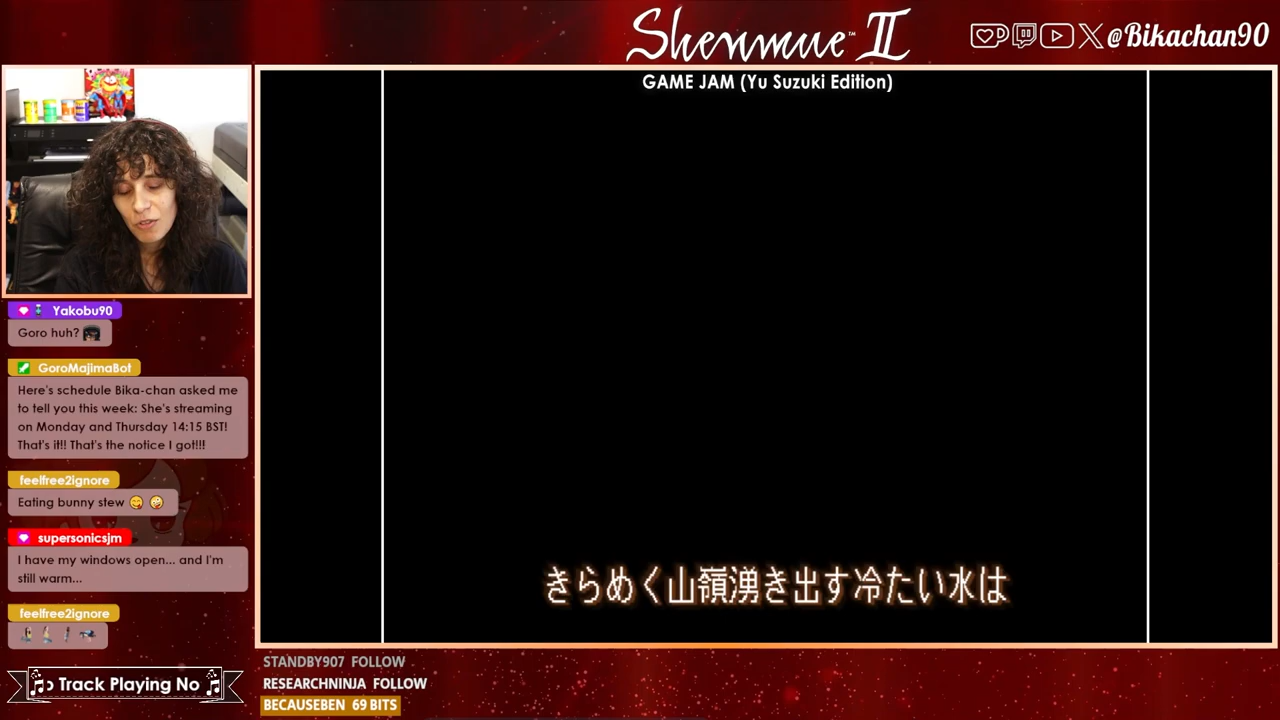 Shenmue™ II
@Bikachan90
GAME JAM (Yu Suzuki Edition)
Yakobu90
Goro huh?
GoroMajimaBot
Here's schedule Bika-chan asked me
to tell you this week: She's streaming
on Monday and Thursday 14:15 BST!
That's it!! That's the notice I got!!!
feelfree2ignore
Eating bunny stew 😋 🤪
supersonicsjm
I have my windows open... and I'm
still warm...
feelfree2ignore
きらめく山嶺湧き出す冷たい水は
Track Playing No
STANDBY907 FOLLOW
RESEARCHNINJA FOLLOW
BECAUSEBEN 69 BITS